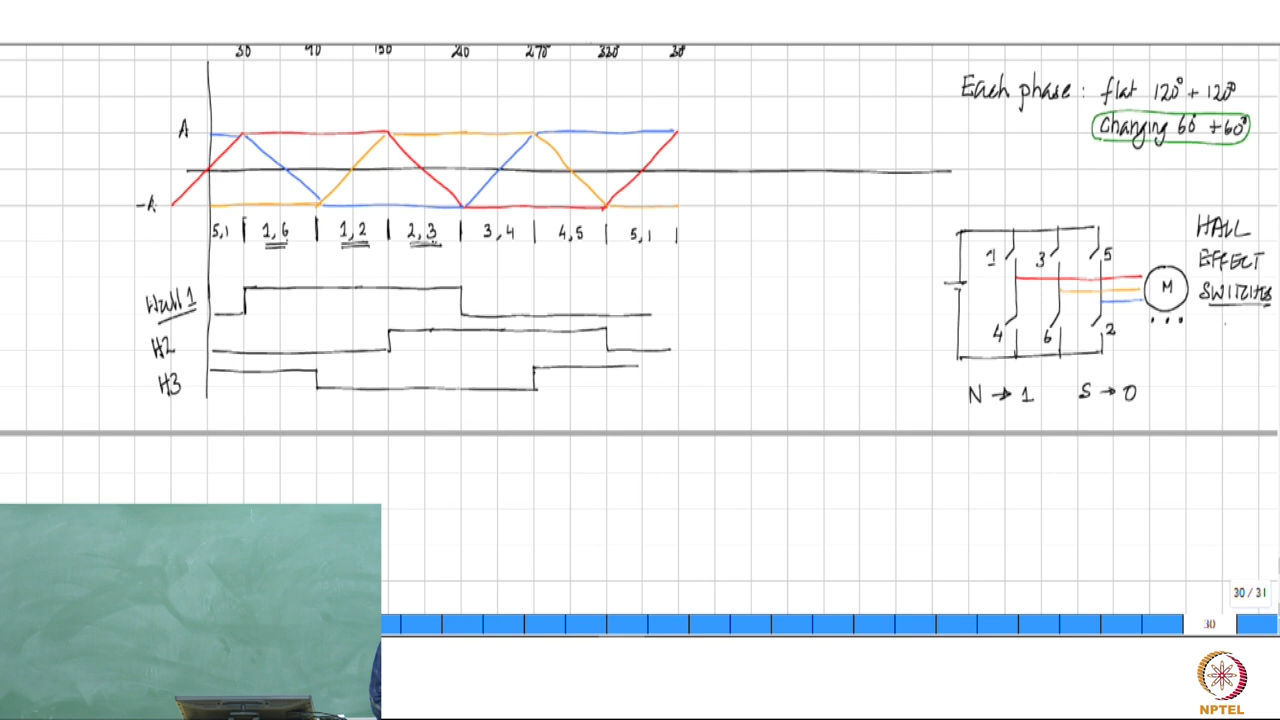 30 90 150 210 270 330 30
Each phase : flat 120° + 120°
Changing 60° + 60°
A
-A
5,1 | 1,6 | 1,2 | 2,3 | 3,4 | 4,5 | 5,1 |
Hall 1
H2
H3
HALL
EFFECT
SWITCHES
1 3 5
M
4 6 2
N → 1 S → 0
30 / 31
30
NPTEL